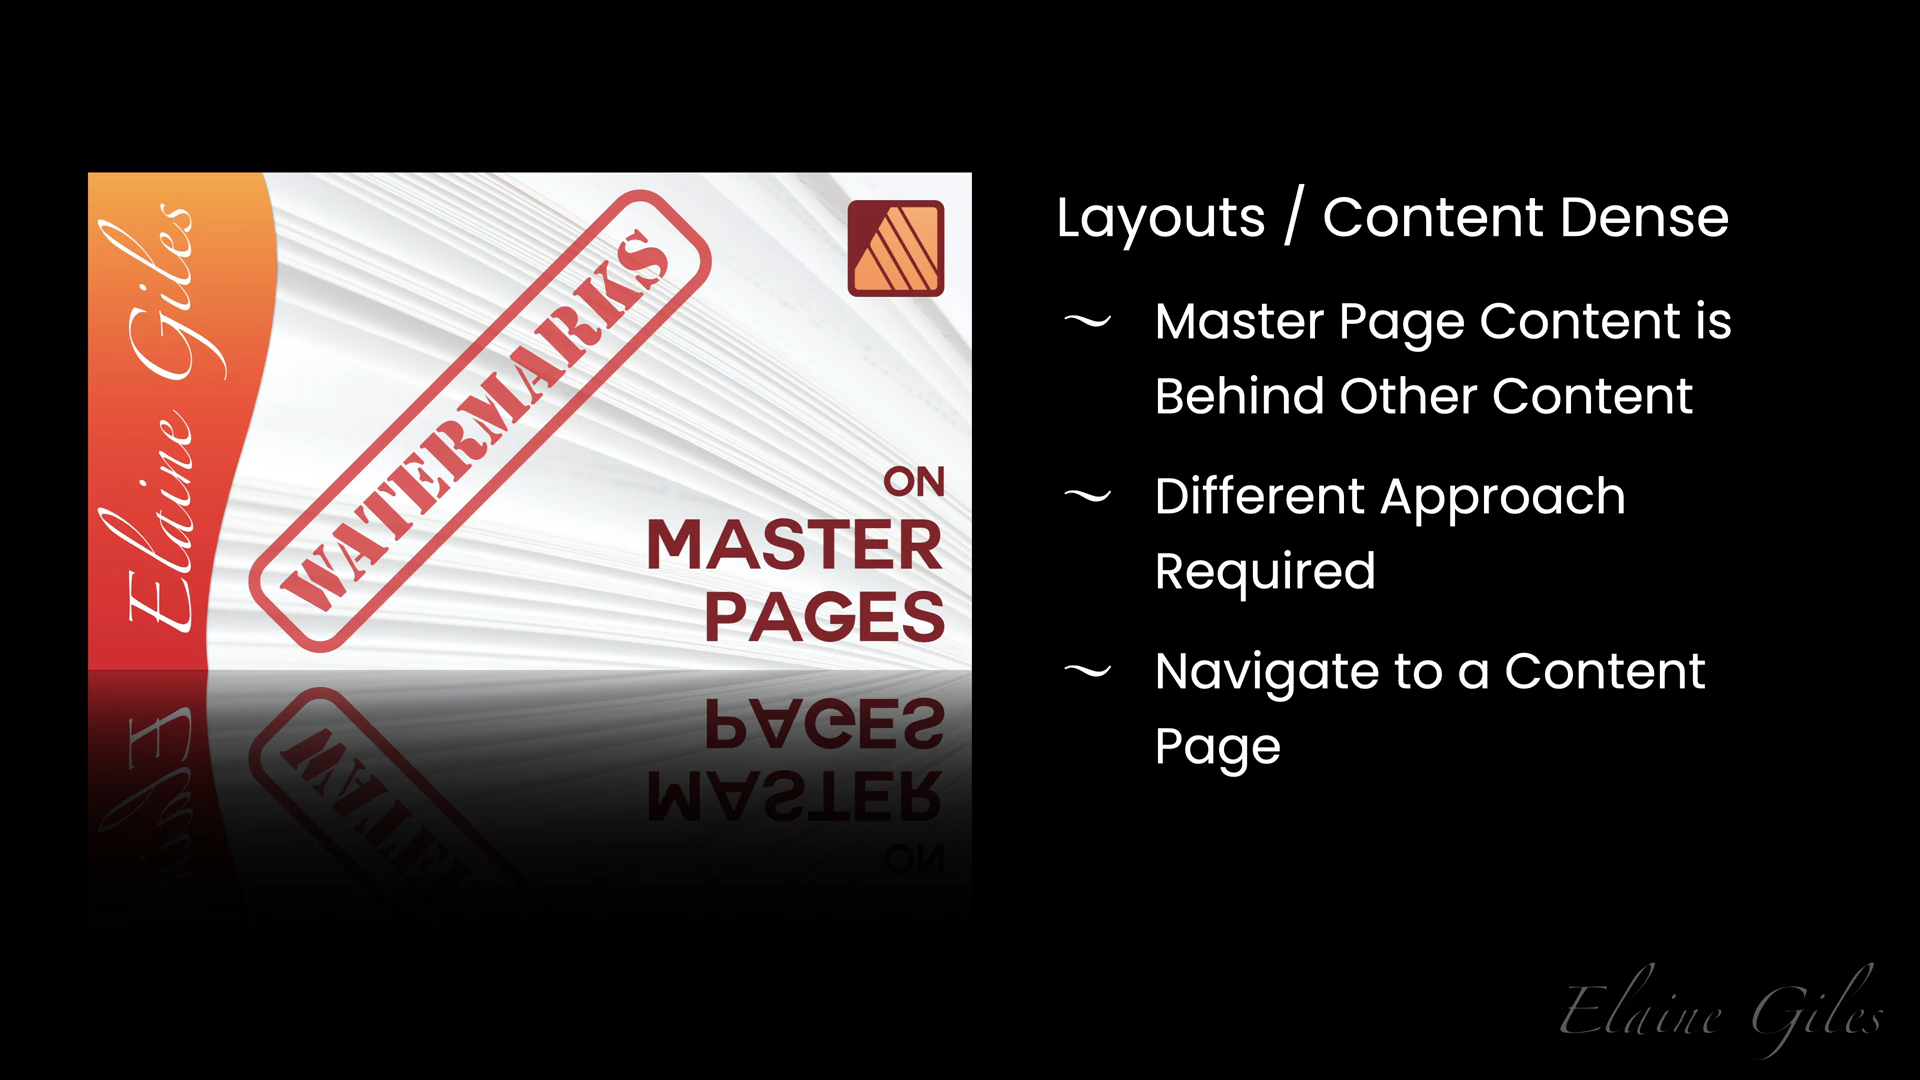 Elaine Giles
WATERMARKS
ON
MASTER
PAGES
Layouts / Content Dense
~ Master Page Content is
Behind Other Content
~ Different Approach
Required
~ Navigate to a Content
Page
Elaine Giles